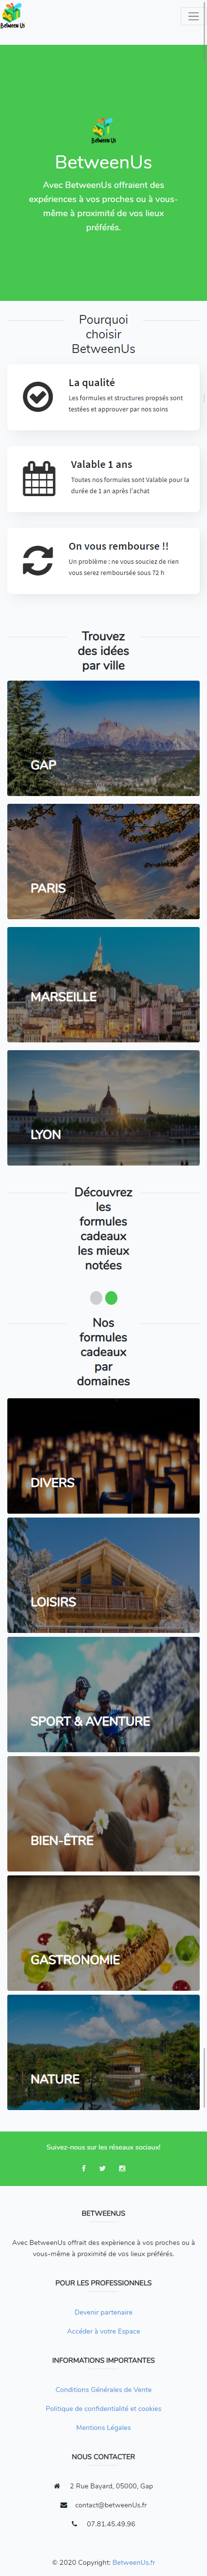 Between Us
Between Us
BetweenUs
Avec BetweenUs offraient des
expériences à vos proches ou à vous-
même à proximité de vos lieux
préférés.
Pourquoi
choisir
BetweenUs
La qualité
Les formules et structures propsés sont
testées et approuver par nos soins
Valable 1 ans
Toutes nos formules sont Valable pour la
durée de 1 an après l'achat
On vous rembourse !!
Un problème : ne vous souciez de rien
vous serez remboursée sous 72 h
Trouvez
des idées
par ville
GAP
PARIS
MARSEILLE
LYON
Découvrez
les
formules
cadeaux
les mieux
notées
Nos
formules
cadeaux
par
domaines
DIVERS
LOISIRS
SPORT & AVENTURE
BIEN-ÊTRE
GASTRONOMIE
NATURE
Suivez-nous sur les réseaux sociaux!
BETWEENUS
Avec BetweenUs offrait des expèrience à vos proches ou à
vous-même à proximité de vos lieux préférés.
POUR LES PROFESSIONNELS
Devenir partenaire
Accéder à votre Espace
INFORMATIONS IMPORTANTES
Conditions Générales de Vente
Politique de confidentialité et cookies
Mentions Légales
NOUS CONTACTER
2 Rue Bayard, 05000, Gap
contact@betweenUs.fr
07.81.45.49.96
© 2020 Copyright: BetweenUs.fr